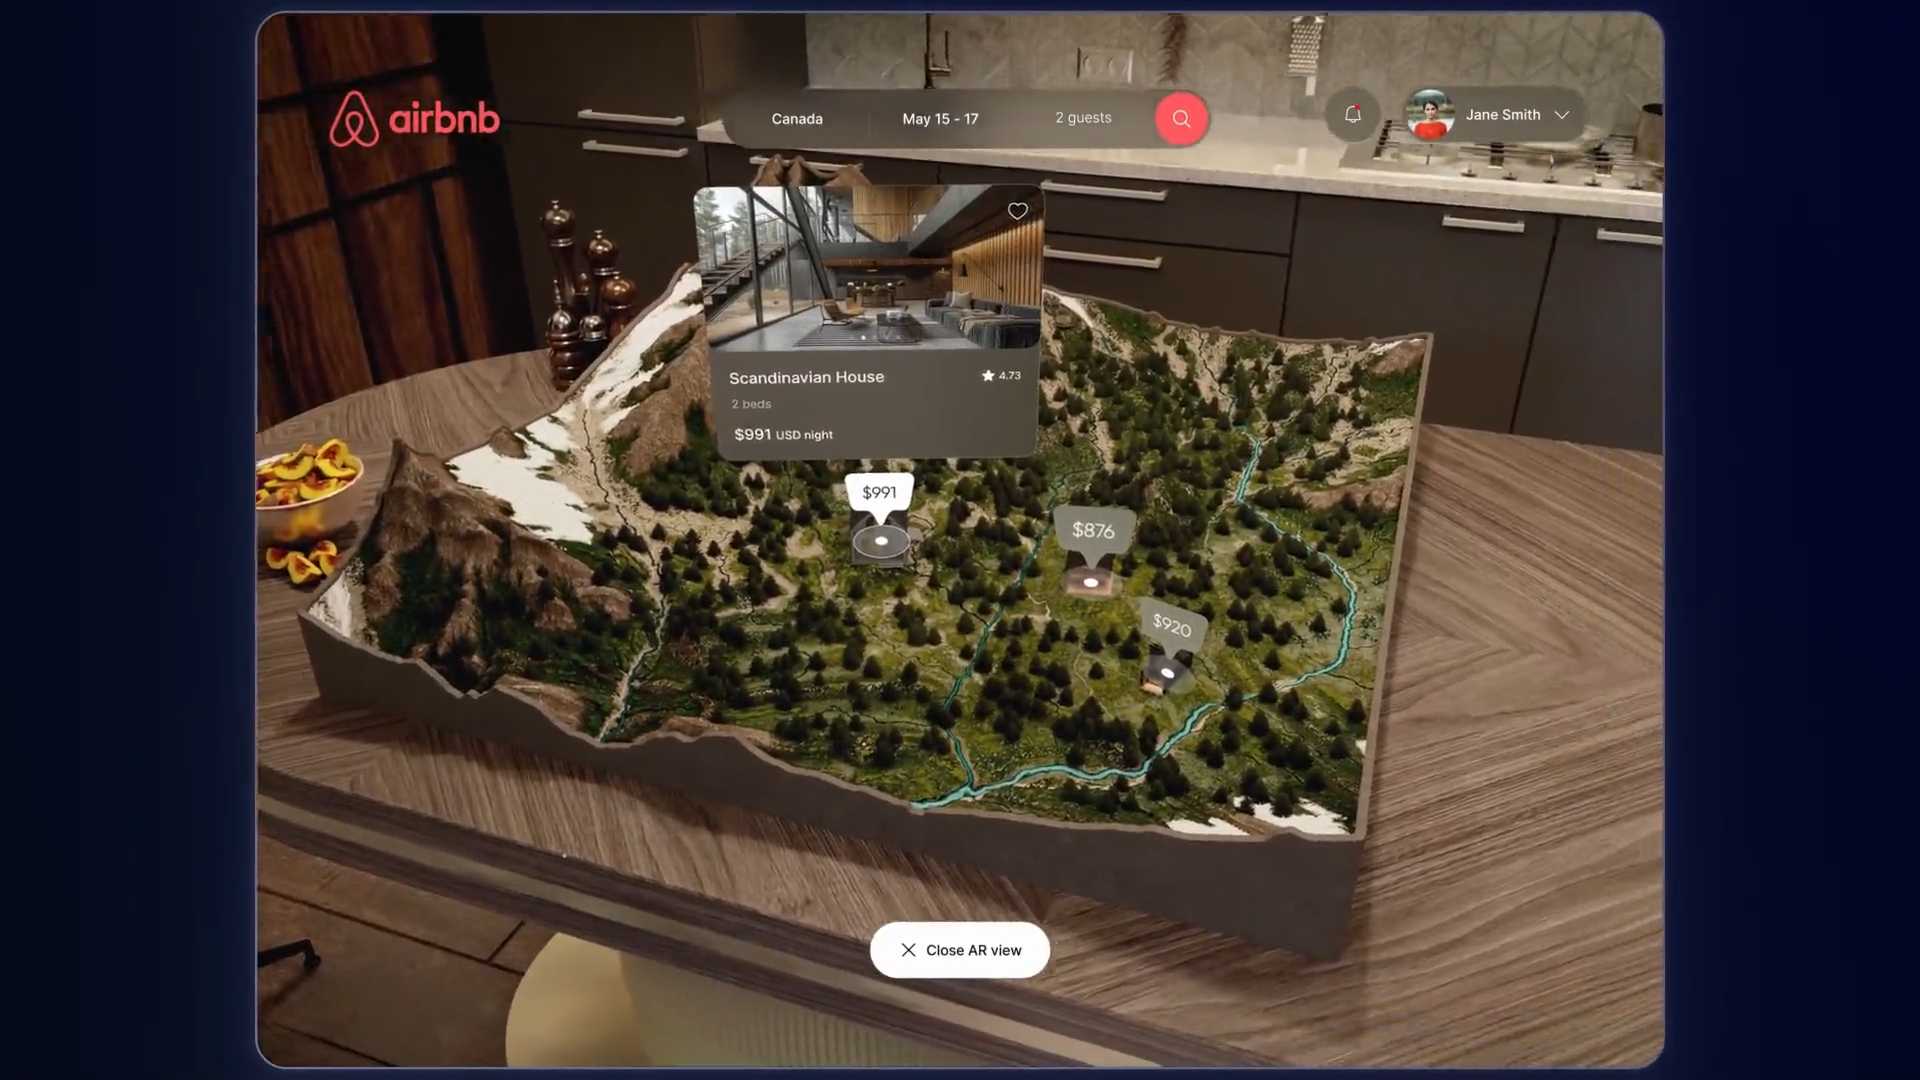 airbnb
Canada
May 15 - 17
2 guests
Jane Smith
Scandinavian House
4.73
2 beds
$991 USD night
$991
$876
$920
Close AR view